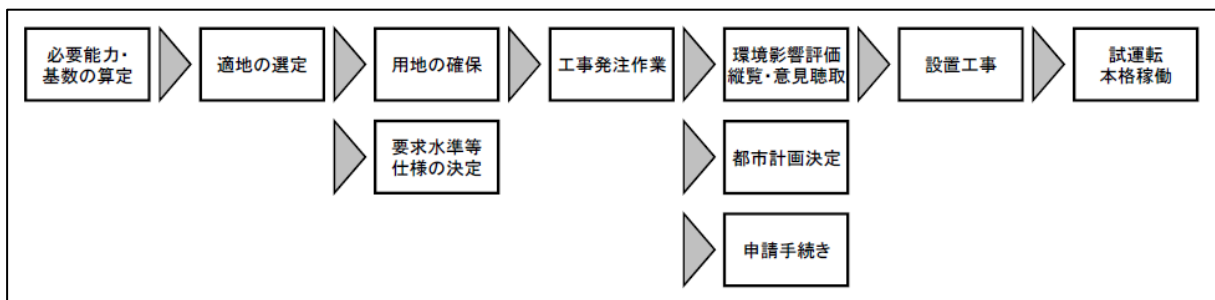 必要能力・
基数の算定
適地の選定
用地の確保
工事発注作業
環境影響評価
縦覧・意見聴取
設置工事
試運転
本格稼働
要求水準等
仕様の決定
都市計画決定
申請手続き